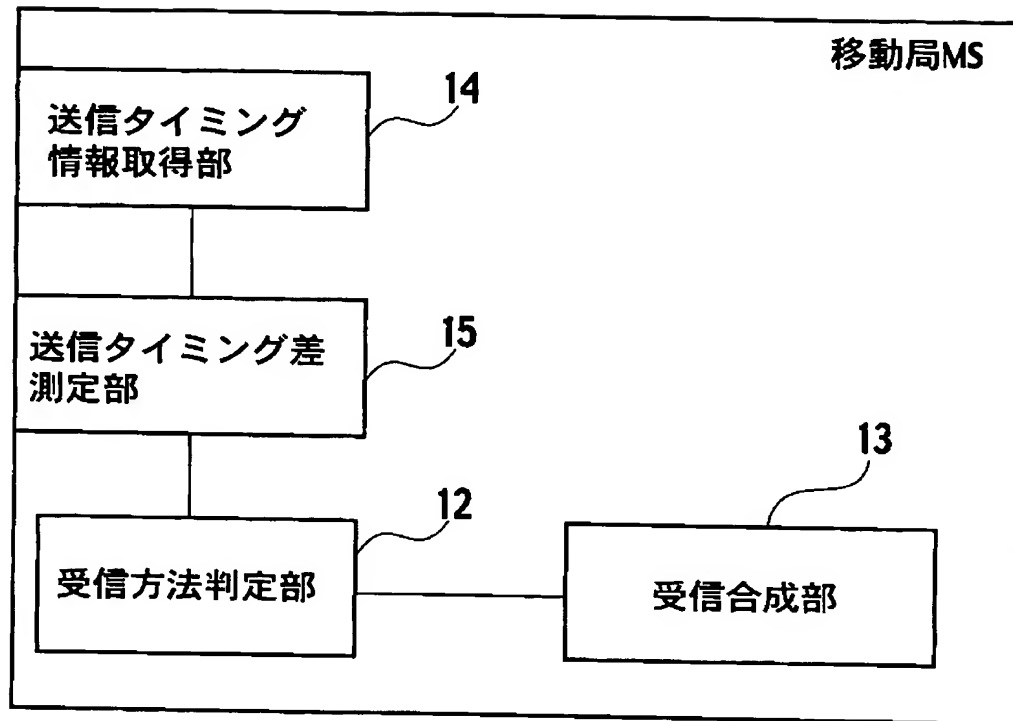 移動局MS
14
送信タイミング
情報取得部
15
送信タイミング差
測定部
12
受信方法判定部
13
受信合成部